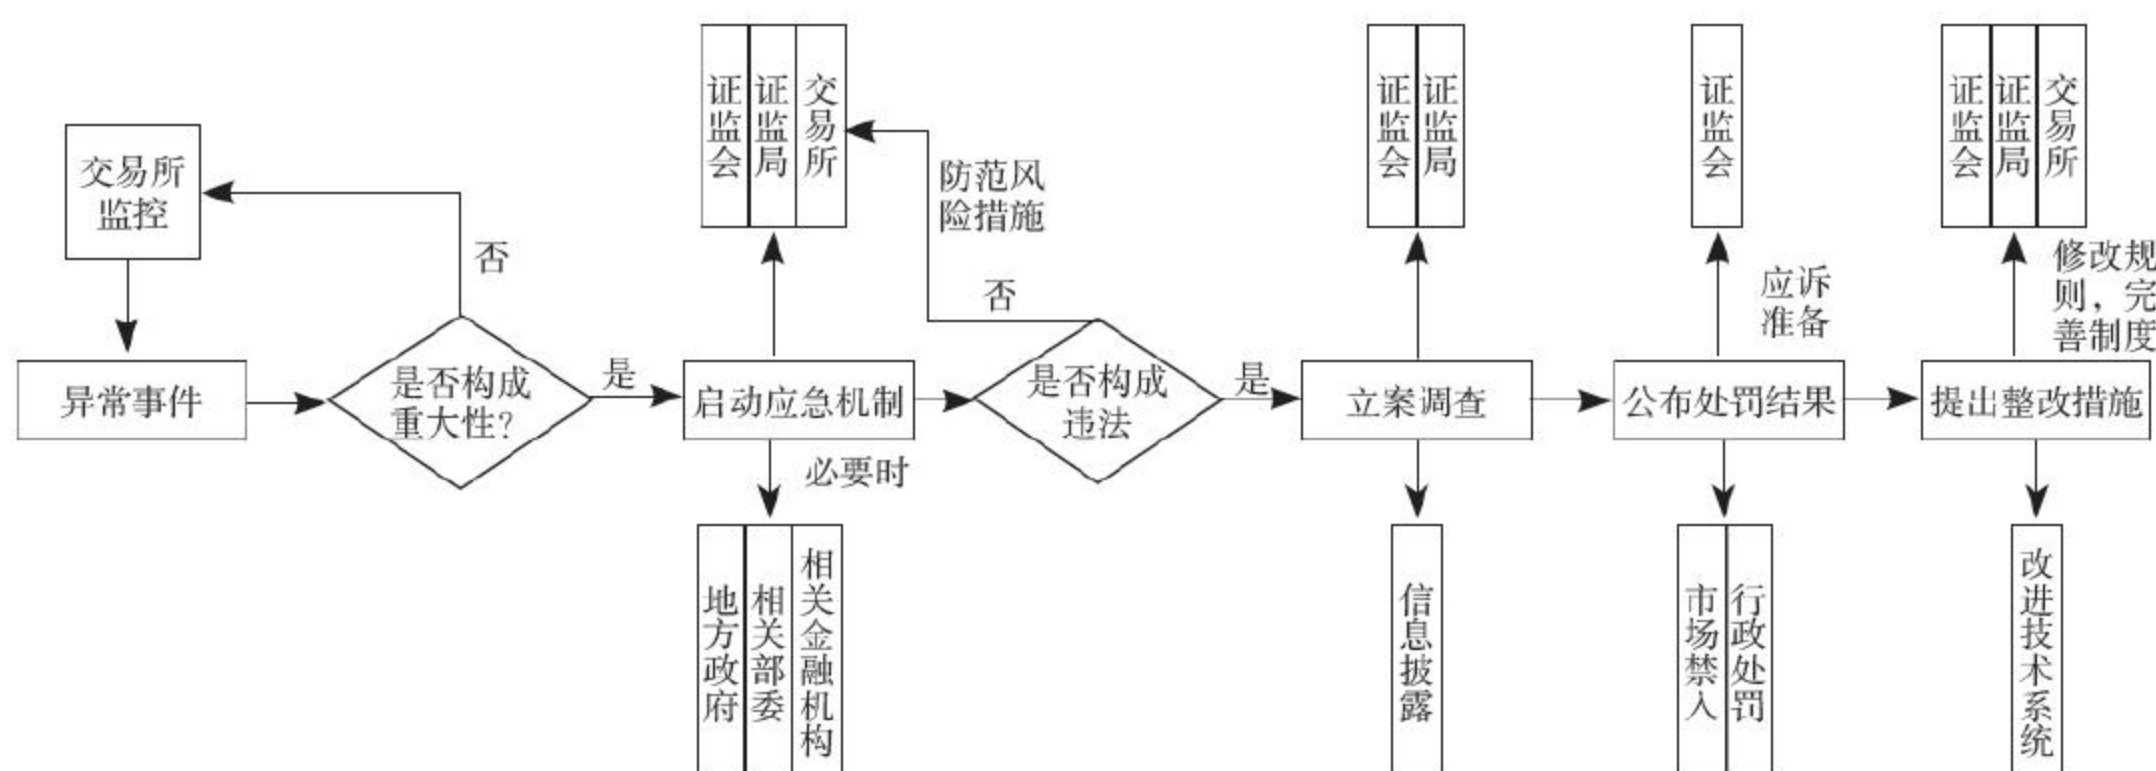 证监会
证监局
交易所
证监会
证监局
证监会
证监会
证监局
交易所
交易所
监控
否
防范风
险措施
否
应诉
准备
修改规
则，完
善制度
异常事件
是否构成
重大性?
是
启动应急机制
是否构成
违法
是
立案调查
公布处罚结果
提出整改措施
必要时
地方政府
相关部委
相关金融机构
信息披露
市场禁入
行政处罚
改进技术系统